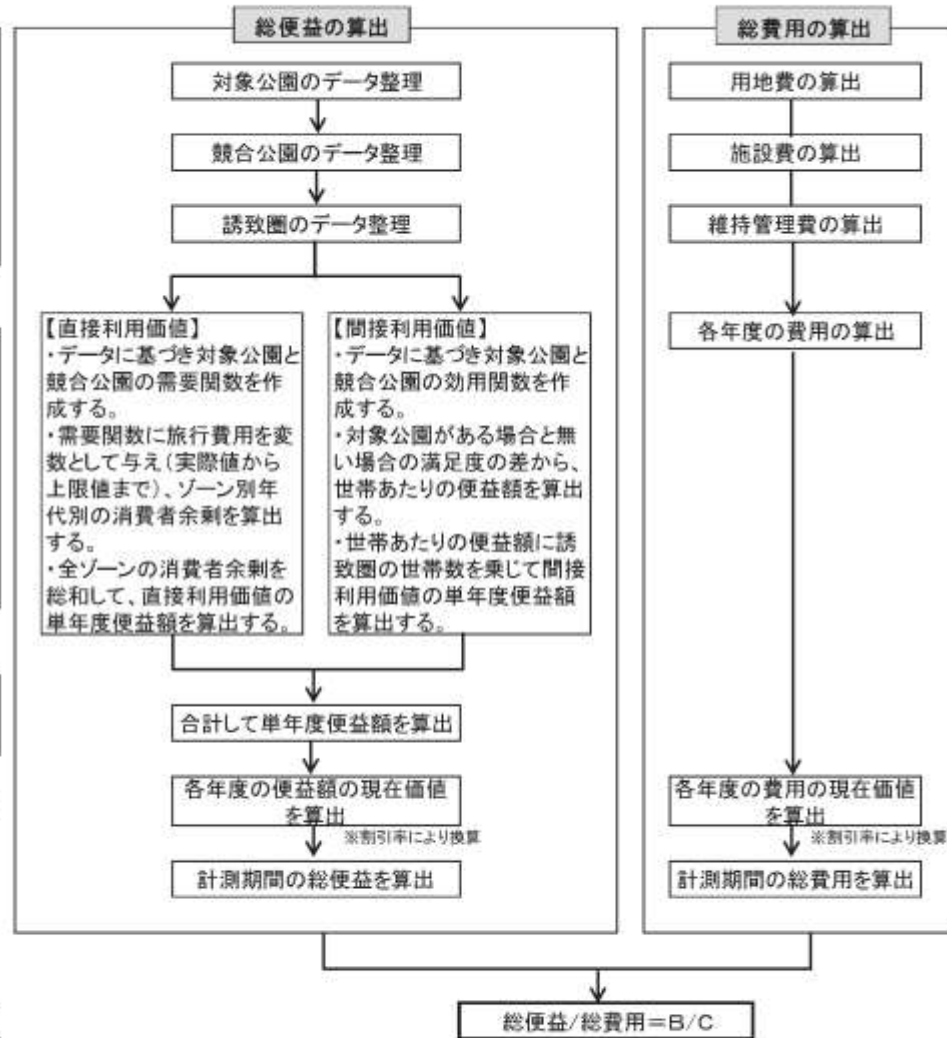 総便益の算出
対象公園のデータ整理
競合公園のデータ整理
誘致圏のデータ整理
【直接利用価値】
・データに基づき対象公園と
競合公園の需要関数を作
成する。
・需要関数に旅行費用を変
数として与え(実際値から
上限値まで)、ゾーン別年
代別の消費者余剰を算出
する。
・全ゾーンの消費者余剰を
総和して、直接利用価値の
単年度便益額を算出する。
【間接利用価値】
・データに基づき対象公園と
競合公園の効用関数を作
成する。
・対象公園がある場合と無
い場合の満足度の差から、
世帯あたりの便益額を算出
する。
・世帯あたりの便益額に誘
致圏の世帯数を乗じて間接
利用価値の単年度便益額
を算出する。
合計して単年度便益額を算出
各年度の便益額の現在価値
を算出
※割引率により換算
計測期間の総便益を算出
総費用の算出
用地費の算出
施設費の算出
維持管理費の算出
各年度の費用の算出
各年度の費用の現在価値
を算出
※割引率により換算
計測期間の総費用を算出
総便益/総費用=B/C